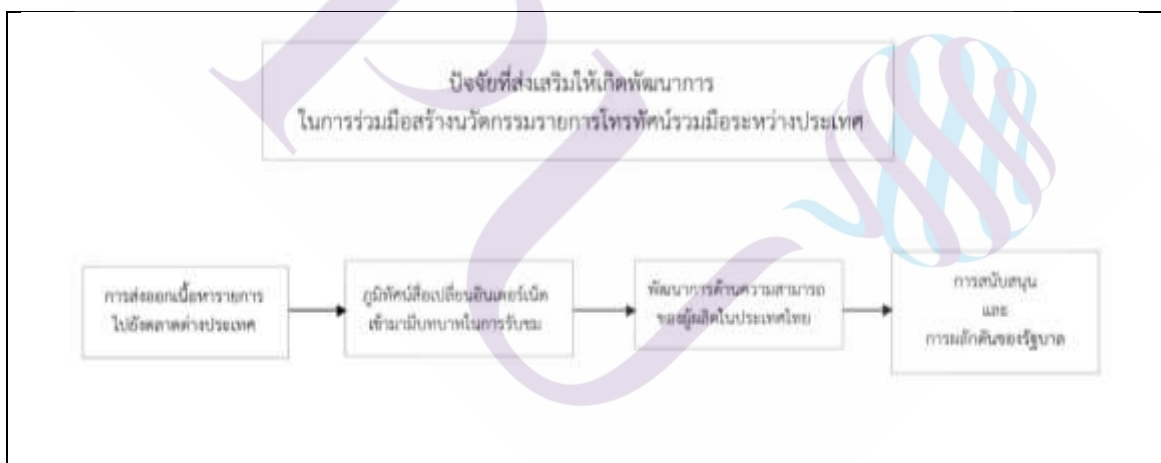 ปัจจัยที่ส่งเสริมให้เกิดพัฒนาการ
ในการร่วมมือสร้างนวัตกรรมรายการโทรทัศน์รวมมือระหว่างประเทศ
การส่งออกเนื้อหารายการ
ไปยังตลาดต่างประเทศ
ภูมิทัศน์สื่อเปลี่ยนอินเตอร์เน็ต
เข้ามามีบทบาทในการรับชม
พัฒนาการด้านความสามารถ
ของผู้ผลิตในประเทศไทย
การสนับสนุน
และ
การผลักดันของรัฐบาล